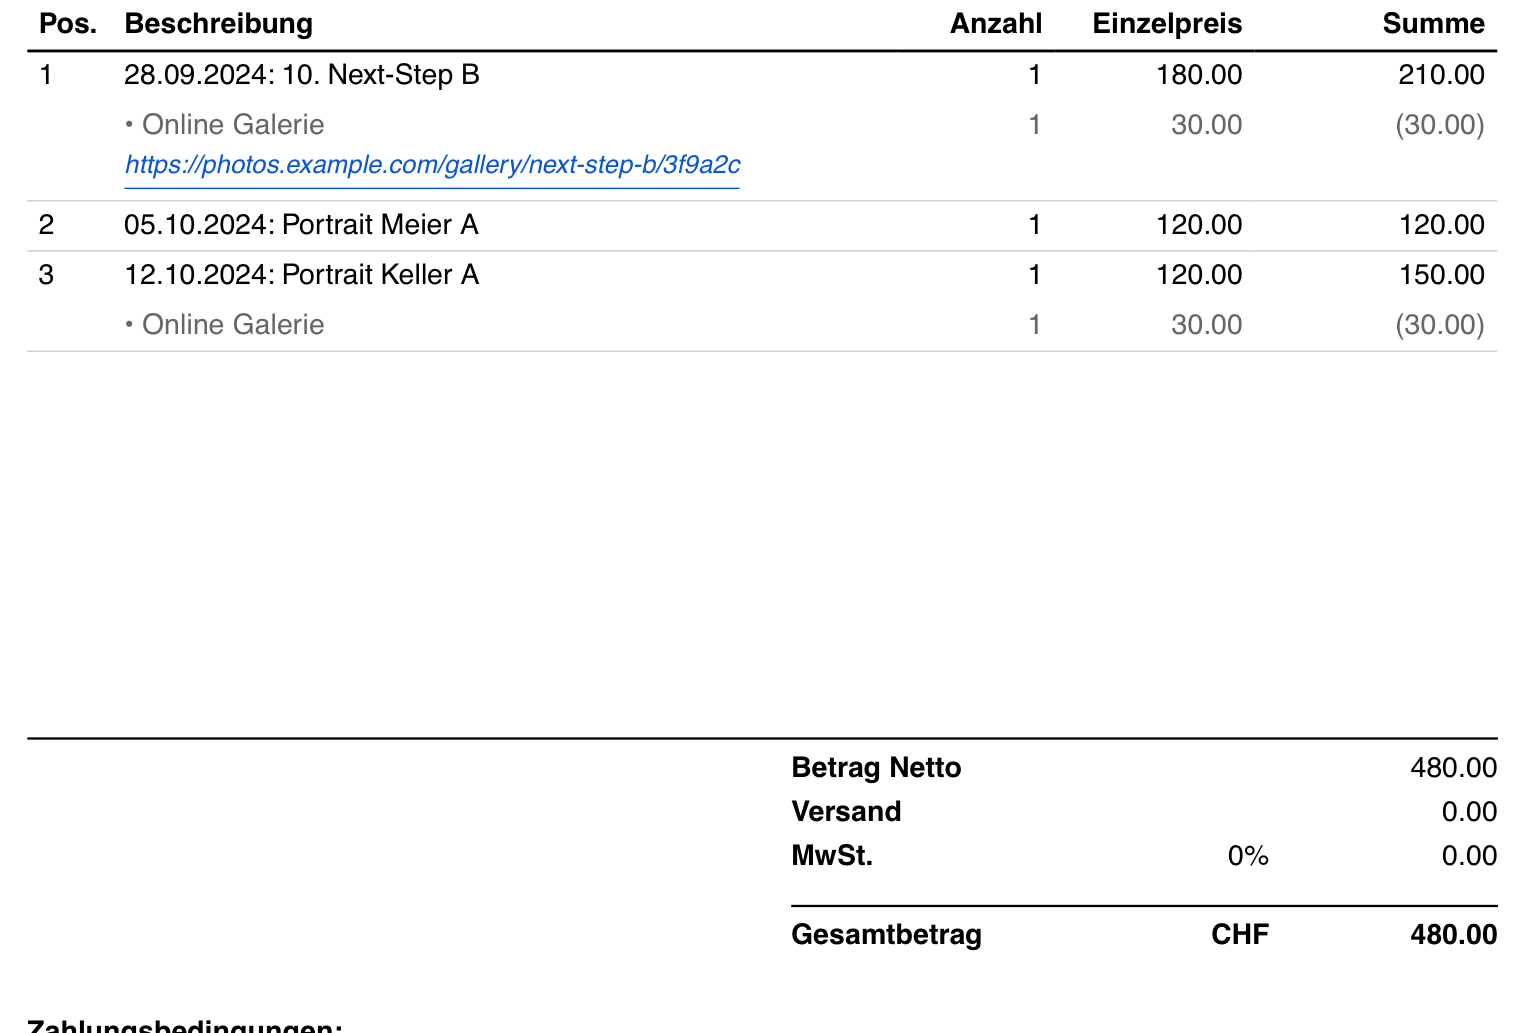 Pos. Beschreibung Anzahl Einzelpreis Summe
1 28.09.2024: 10. Next-Step B 1 180.00 210.00
• Online Galerie 1 30.00 (30.00)
https://photos.example.com/gallery/next-step-b/3f9a2c
2 05.10.2024: Portrait Meier A 1 120.00 120.00
3 12.10.2024: Portrait Keller A 1 120.00 150.00
• Online Galerie 1 30.00 (30.00)
Betrag Netto 480.00
Versand 0.00
MwSt. 0% 0.00
Gesamtbetrag CHF 480.00
Zahlungsbedingungen: